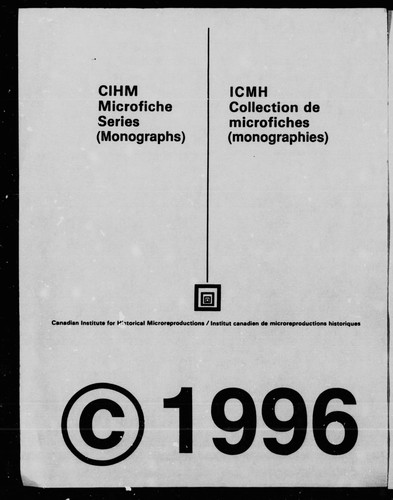 CIHM
Microfiche
Series
(Monographs)
ICMH
Collection de
microfiches
(monographies)
Canadian Institute for Historical Microreproductions / Institut canadien de microreproductions historiques
© 1996